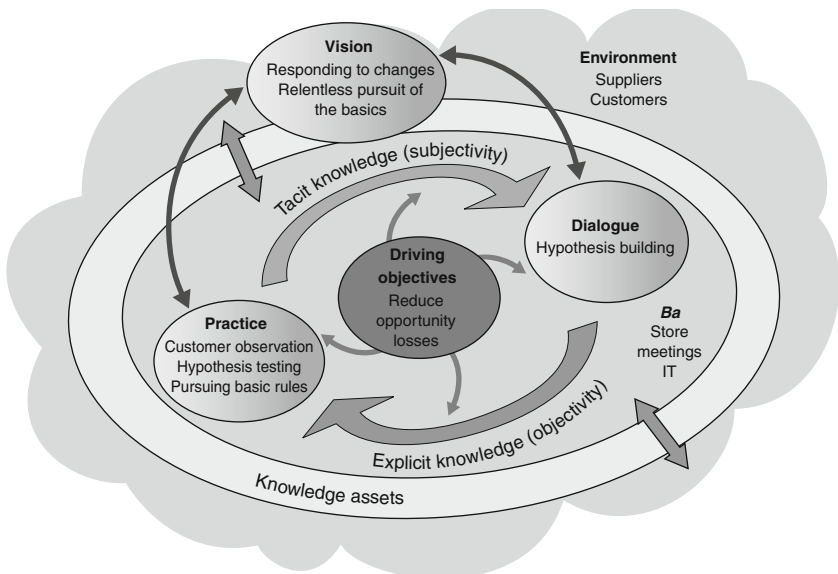 Vision
Responding to changes
Relentless pursuit of
the basics
Environment
Suppliers
Customers
Tacit knowledge (subjectivity)
Dialogue
Hypothesis building
Driving
objectives
Reduce
opportunity
losses
Ba
Store
meetings
IT
Practice
Customer observation
Hypothesis testing
Pursuing basic rules
Explicit knowledge (objectivity)
Knowledge assets